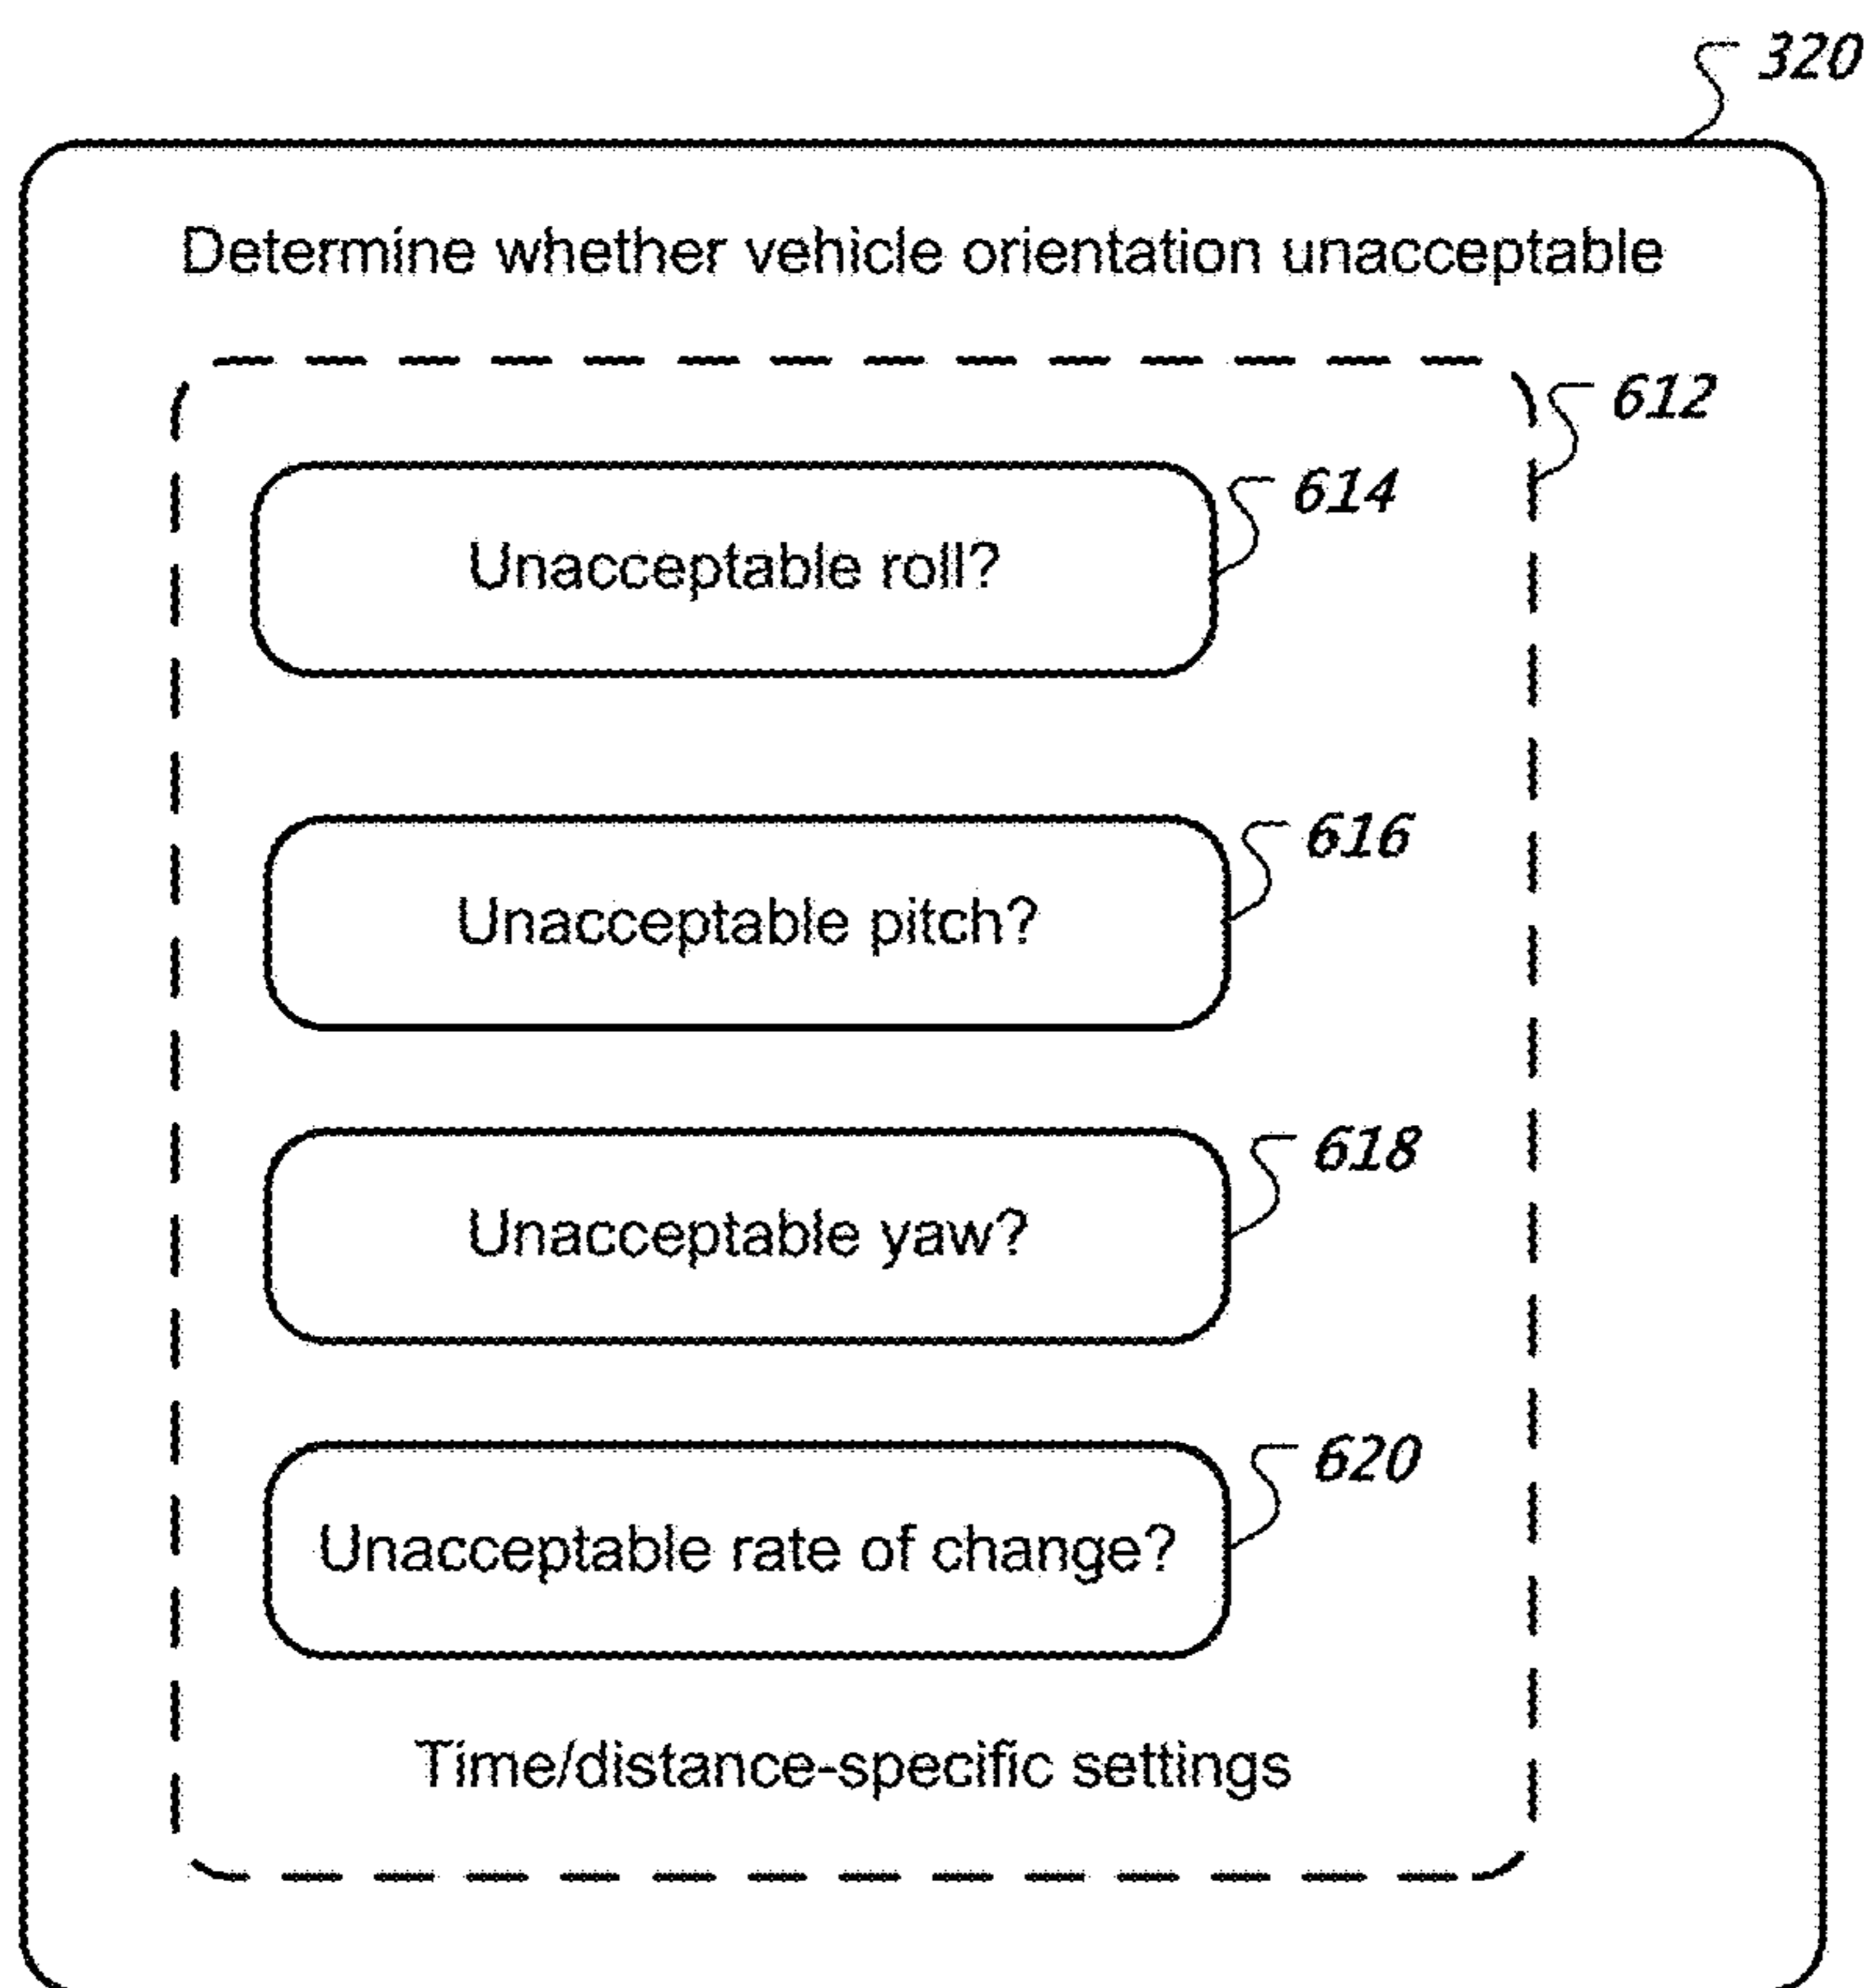 320
Determine whether vehicle orientation unacceptable
612
614
Unacceptable roll?
616
Unacceptable pitch?
618
Unacceptable yaw?
620
Unacceptable rate of change?
Time/distance-specific settings